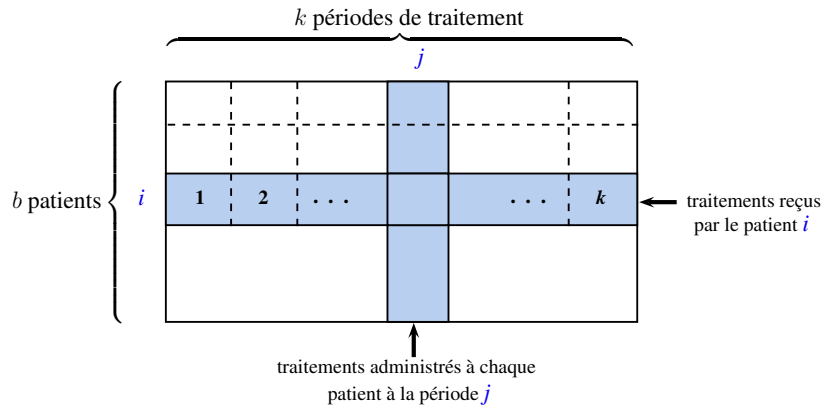 k périodes de traitement
j
b patients
i
1 2 . . . . . . k
traitements reçus
par le patient i
traitements administrés à chaque
patient à la période j